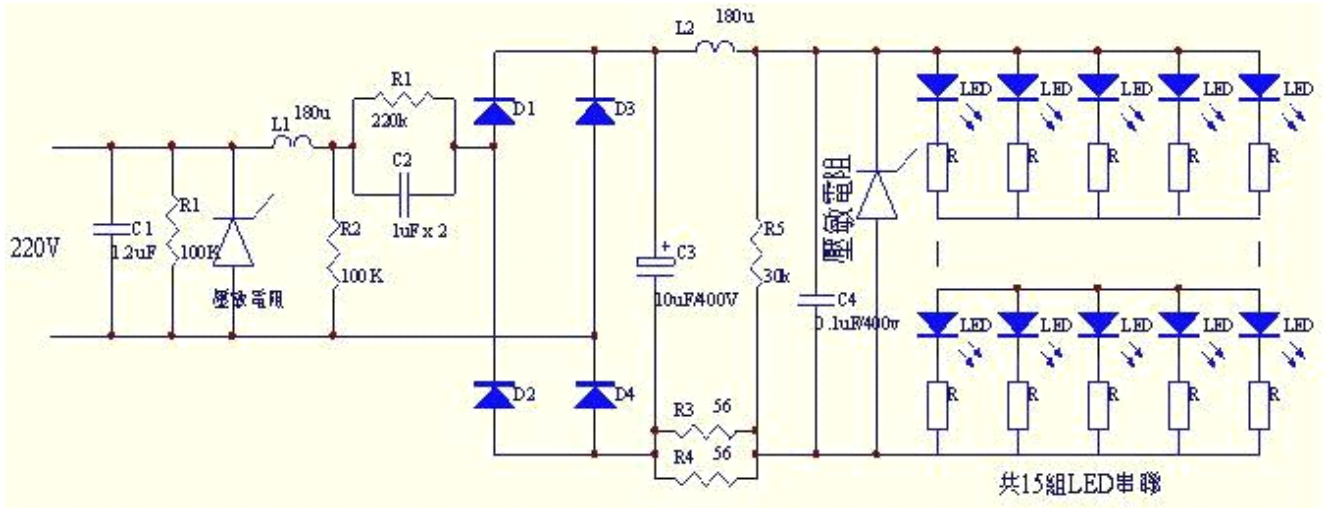 L2 180u
LED LED LED LED LED
R1
220k
D1 D3
L1 180u
C2
1uF x 2
R R R R R
壓敏電阻
220V
C1
1.2uF
R1
100K
R2
100K
壓敏電阻
C3
10uF/400V
R5
30k
C4
0.1uF/400v
LED LED LED LED LED
D2 D4
R R R R R
R3 56
R4 56
共15組LED串聯